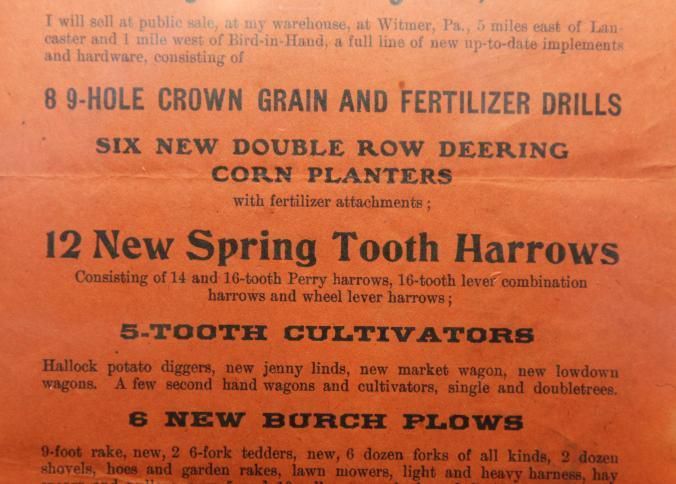 I will sell at public sale, at my warehouse, at Witmer, Pa., 5 miles east of Lan-
caster and 1 mile west of Bird-in-Hand, a full line of new up-to-date implements
and hardware, consisting of
8 9-HOLE CROWN GRAIN AND FERTILIZER DRILLS
SIX NEW DOUBLE ROW DEERING
CORN PLANTERS
with fertilizer attachments;
12 New Spring Tooth Harrows
Consisting of 14 and 16-tooth Perry harrows, 16-tooth lever combination
harrows and wheel lever harrows;
5-TOOTH CULTIVATORS
Hallock potato diggers, new jenny linds, new market wagon, new lowdown
wagons. A few second hand wagons and cultivators, single and doubletrees.
6 NEW BURCH PLOWS
9-foot rake, new, 2 6-fork tedders, new, 6 dozen forks of all kinds, 2 dozen
shovels, hoes and garden rakes, lawn mowers, light and heavy harness, hay